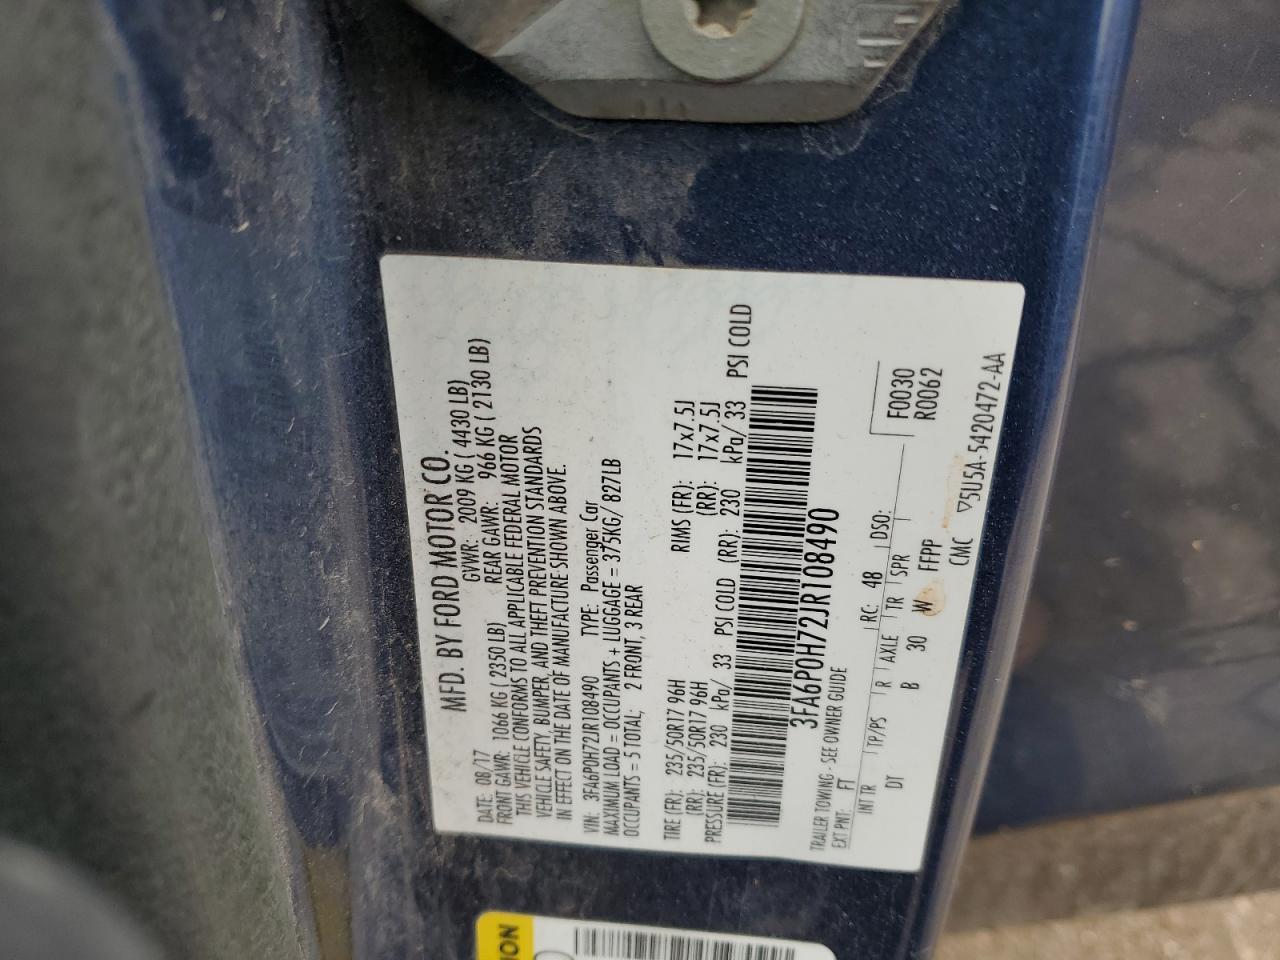 MFD. BY FORD MOTOR CO.
DATE: 08/17 GVWR: 2009 KG ( 4430 LB)
FRONT GAWR: 1066 KG ( 2350 LB) REAR GAWR: 966 KG ( 2130 LB)
THIS VEHICLE CONFORMS TO ALL APPLICABLE FEDERAL MOTOR
VEHICLE SAFETY, BUMPER, AND THEFT PREVENTION STANDARDS
IN EFFECT ON THE DATE OF MANUFACTURE SHOWN ABOVE.
VIN: 3FA6P0H72JR108490 TYPE: Passenger Car
MAXIMUM LOAD = OCCUPANTS + LUGGAGE = 375KG/ 827LB
OCCUPANTS = 5 TOTAL; 2 FRONT, 3 REAR
TIRE (FR): 235/50R17 96H RIMS (FR): 17x7.5J
(RR): 235/50R17 96H (RR): 17x7.5J
PRESSURE (FR): 230 kPa/ 33 PSI COLD (RR): 230 kPa/ 33 PSI COLD
3FA6P0H72JR108490
TRAILER TOWING - SEE OWNER GUIDE
EXT PNT: FT RC: 48 DSO: F0030
R0062
INT TR TP/PS R AXLE TR SPR
DT B 30 W FFPP
CMC ▽5U5A-5420472-AA